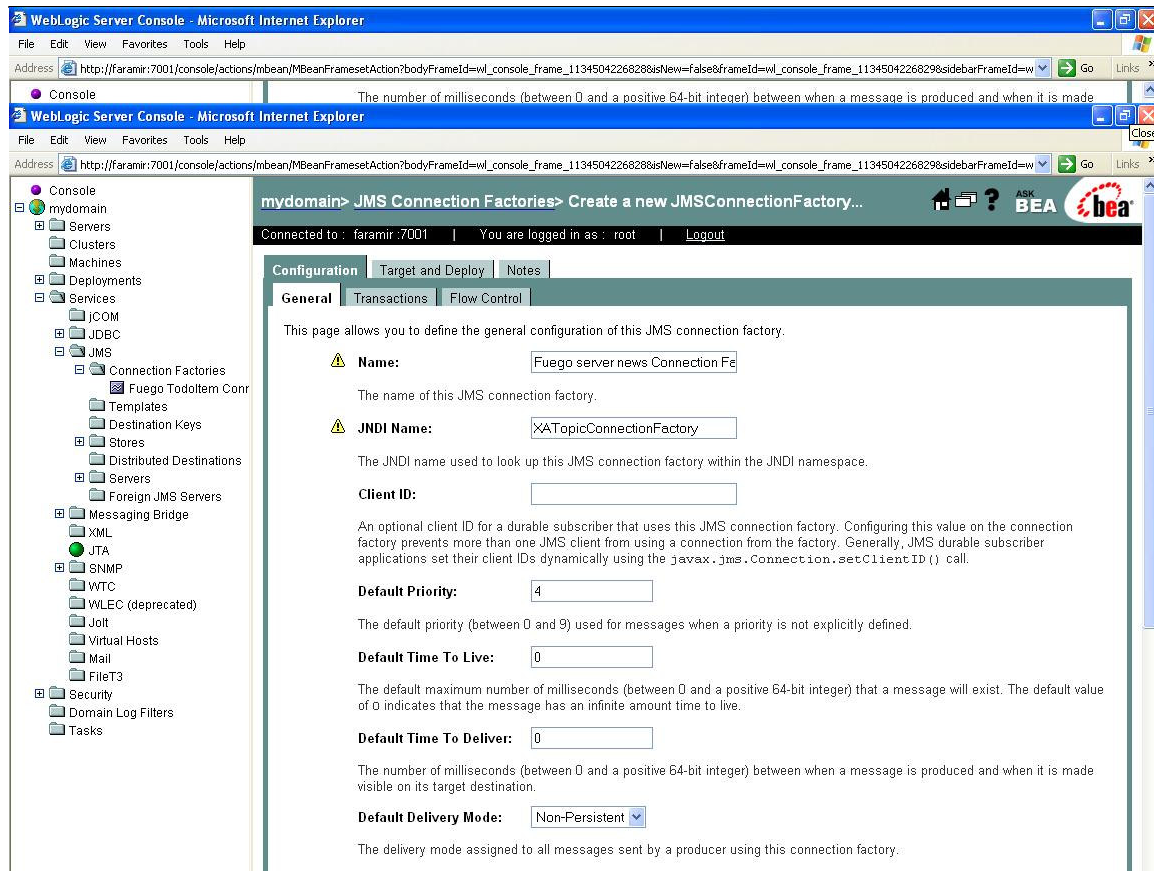 WebLogic Server Console - Microsoft Internet Explorer
File Edit View Favorites Tools Help
Address http://faramir:7001/console/actions/mbean/MBeanFramesetAction?bodyFrameId=wl_console_frame_1134504226828&isNew=false&frameId=wl_console_frame_1134504226829&sidebarFrameId=w Go Links »
Console
The number of milliseconds (between 0 and a positive 64-bit integer) between when a message is produced and when it is made
WebLogic Server Console - Microsoft Internet Explorer
File Edit View Favorites Tools Help
Close
Address http://faramir:7001/console/actions/mbean/MBeanFramesetAction?bodyFrameId=wl_console_frame_1134504226828&isNew=false&frameId=wl_console_frame_1134504226829&sidebarFrameId=w Go Links »
Console
mydomain
Servers
Clusters
Machines
Deployments
Services
jCOM
JDBC
JMS
Connection Factories
Fuego TodoItem Conr
Templates
Destination Keys
Stores
Distributed Destinations
Servers
Foreign JMS Servers
Messaging Bridge
XML
JTA
SNMP
WTC
WLEC (deprecated)
Jolt
Virtual Hosts
Mail
FileT3
Security
Domain Log Filters
Tasks
mydomain> JMS Connection Factories> Create a new JMSConnectionFactory...
? ASK BEA bea
Connected to : faramir :7001 | You are logged in as : root | Logout
Configuration Target and Deploy Notes
General Transactions Flow Control
This page allows you to define the general configuration of this JMS connection factory.
Name: Fuego server news Connection Fa
The name of this JMS connection factory.
JNDI Name: XATopicConnectionFactory
The JNDI name used to look up this JMS connection factory within the JNDI namespace.
Client ID:
An optional client ID for a durable subscriber that uses this JMS connection factory. Configuring this value on the connection
factory prevents more than one JMS client from using a connection from the factory. Generally, JMS durable subscriber
applications set their client IDs dynamically using the javax.jms.Connection.setClientID() call.
Default Priority: 4
The default priority (between 0 and 9) used for messages when a priority is not explicitly defined.
Default Time To Live: 0
The default maximum number of milliseconds (between 0 and a positive 64-bit integer) that a message will exist. The default value
of 0 indicates that the message has an infinite amount time to live.
Default Time To Deliver: 0
The number of milliseconds (between 0 and a positive 64-bit integer) between when a message is produced and when it is made
visible on its target destination.
Default Delivery Mode: Non-Persistent
The delivery mode assigned to all messages sent by a producer using this connection factory.